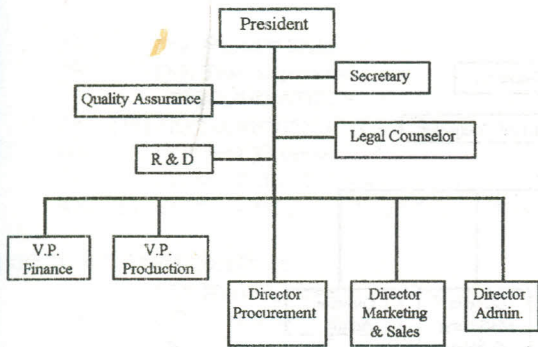 President
Secretary
Quality Assurance
Legal Counselor
R & D
V.P.
Finance
V.P.
Production
Director
Procurement
Director
Marketing
& Sales
Director
Admin.